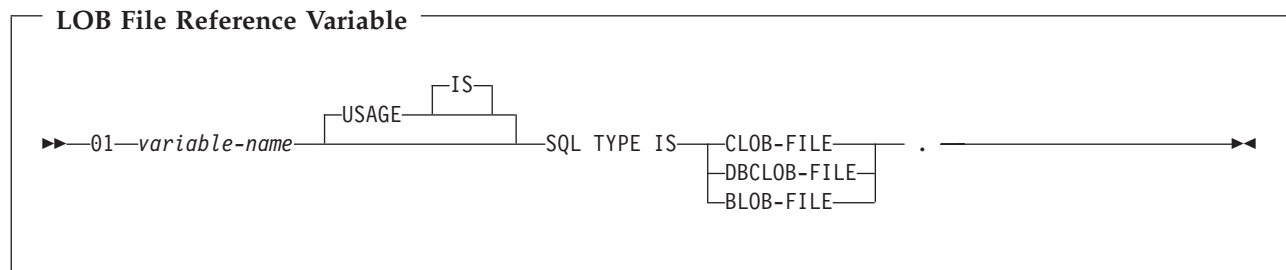 LOB File Reference Variable
IS
USAGE
01 variable-name SQL TYPE IS CLOB-FILE .
DBCLOB-FILE
BLOB-FILE